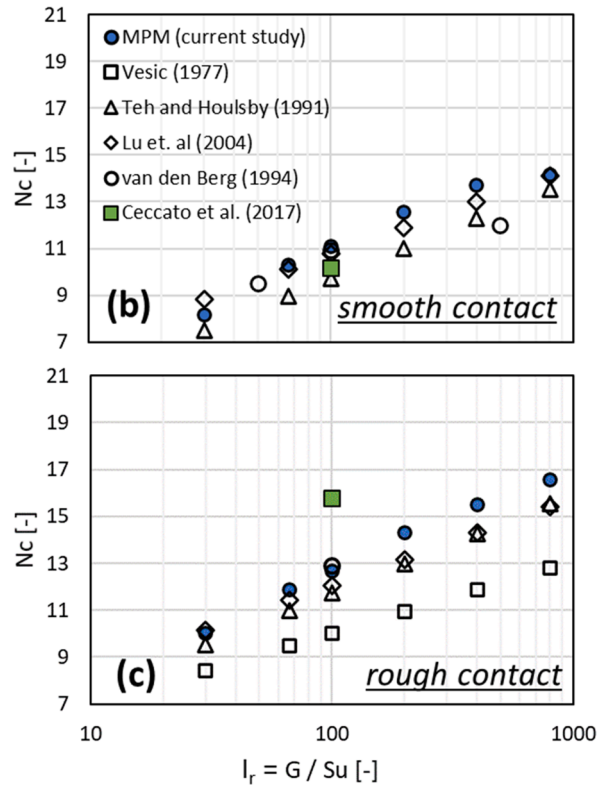 21
19
17
15
13
11
9
7
Nc [-]
MPM (current study)
Vesic (1977)
Teh and Houlsby (1991)
Lu et. al (2004)
van den Berg (1994)
Ceccato et al. (2017)
(b)
smooth contact
21
19
17
15
13
11
9
7
Nc [-]
(c)
rough contact
10
100
1000
Ir = G / Su [-]